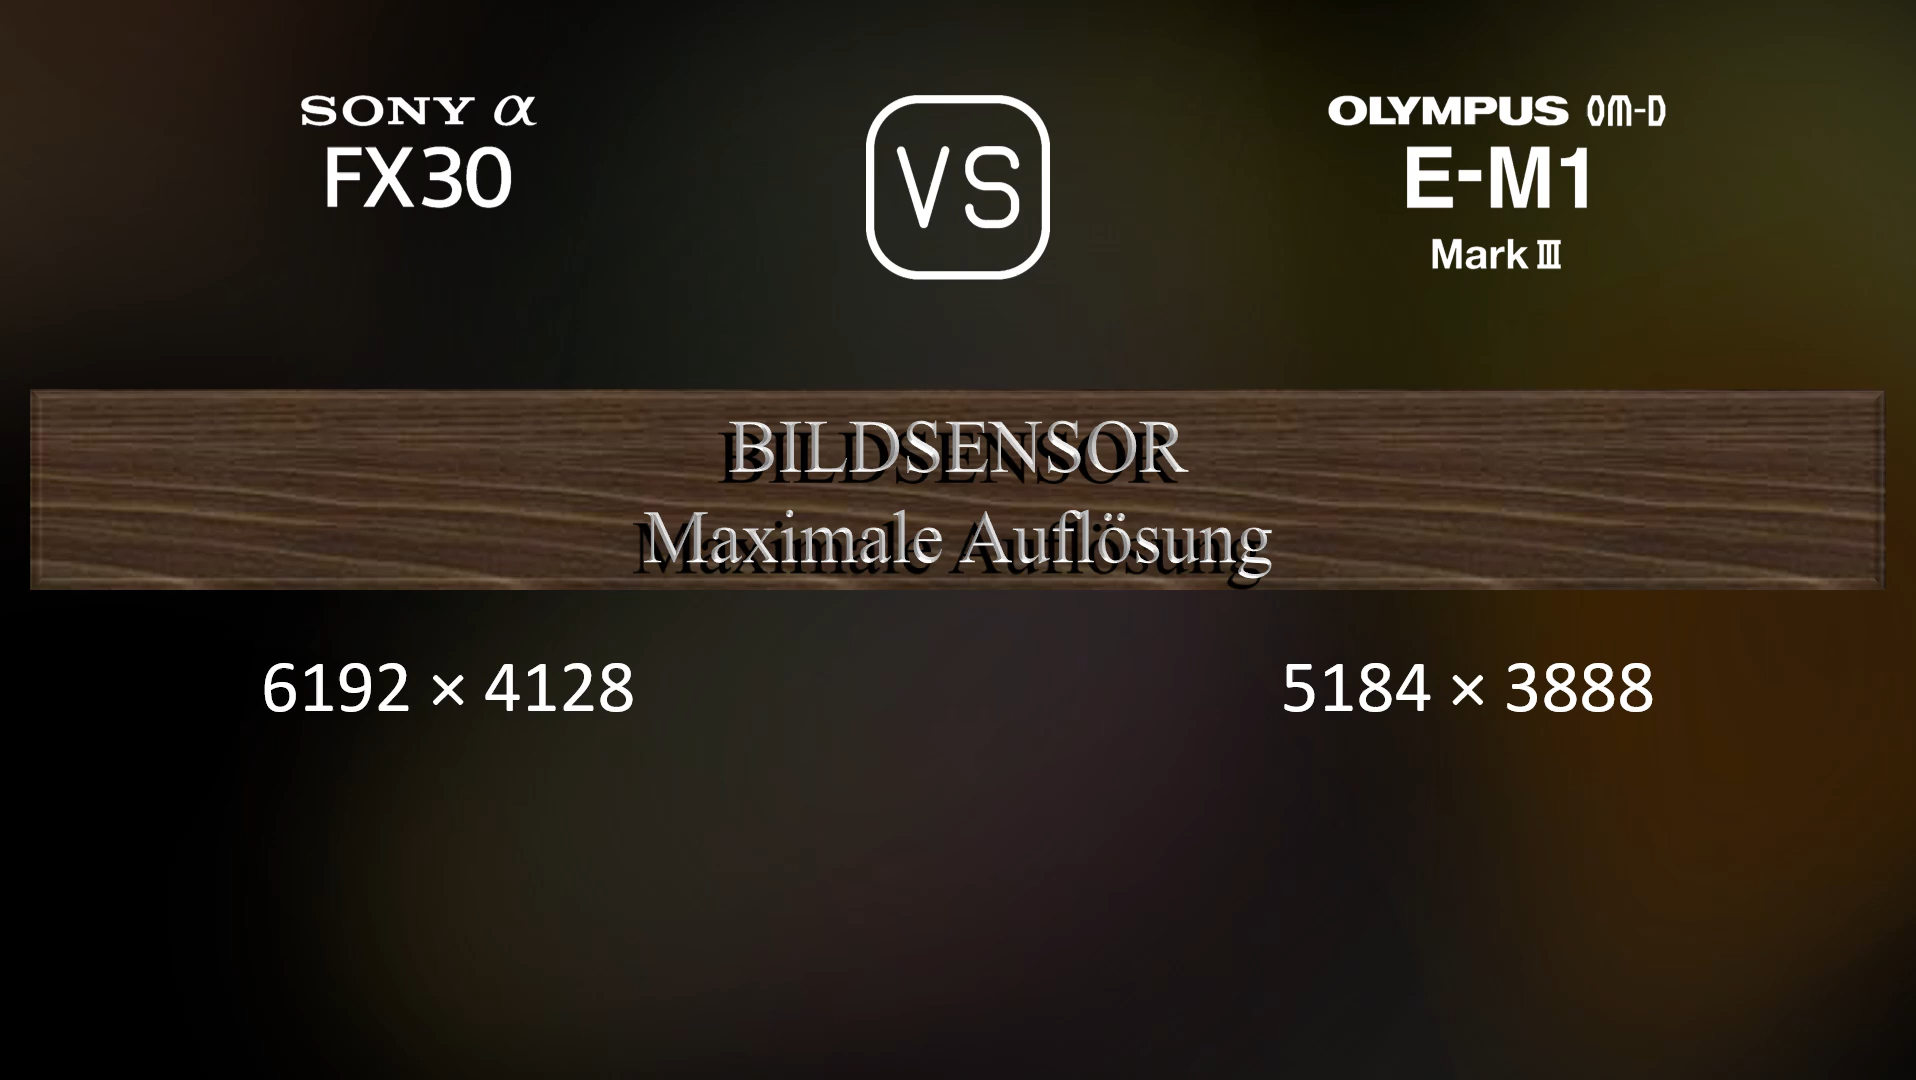 SONY α
FX30
VS
OLYMPUS OM-D
E-M1
Mark III
BILDSENSOR
Maximale Auflösung
6192 × 4128
5184 × 3888